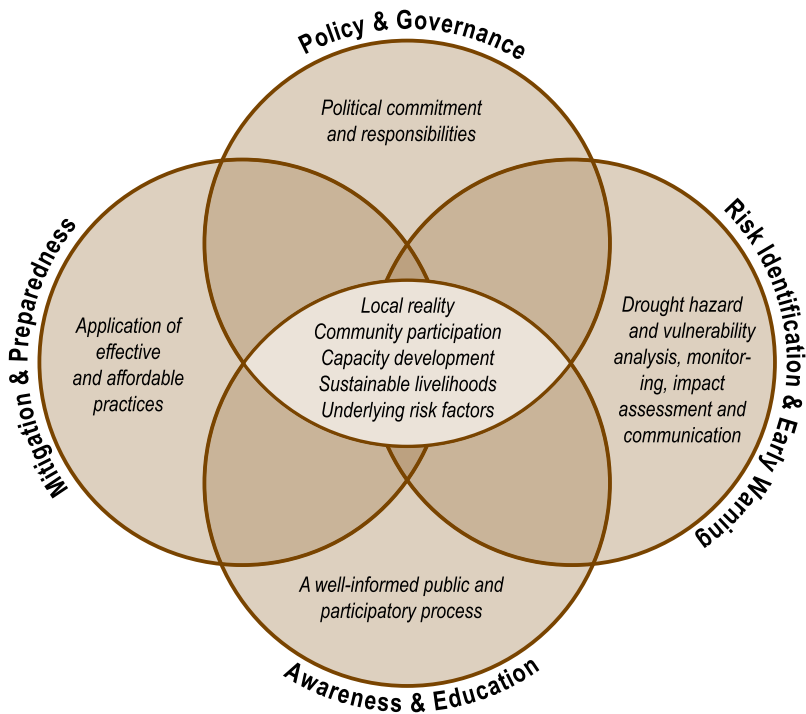 Policy & Governance
Political commitment
and responsibilities
Mitigation & Preparedness
Application of
effective
and affordable
practices
Local reality
Community participation
Capacity development
Sustainable livelihoods
Underlying risk factors
Risk Identification & Early Warning
Drought hazard
and vulnerability
analysis, monitor-
ing, impact
assessment and
communication
A well-informed public and
participatory process
Awareness & Education